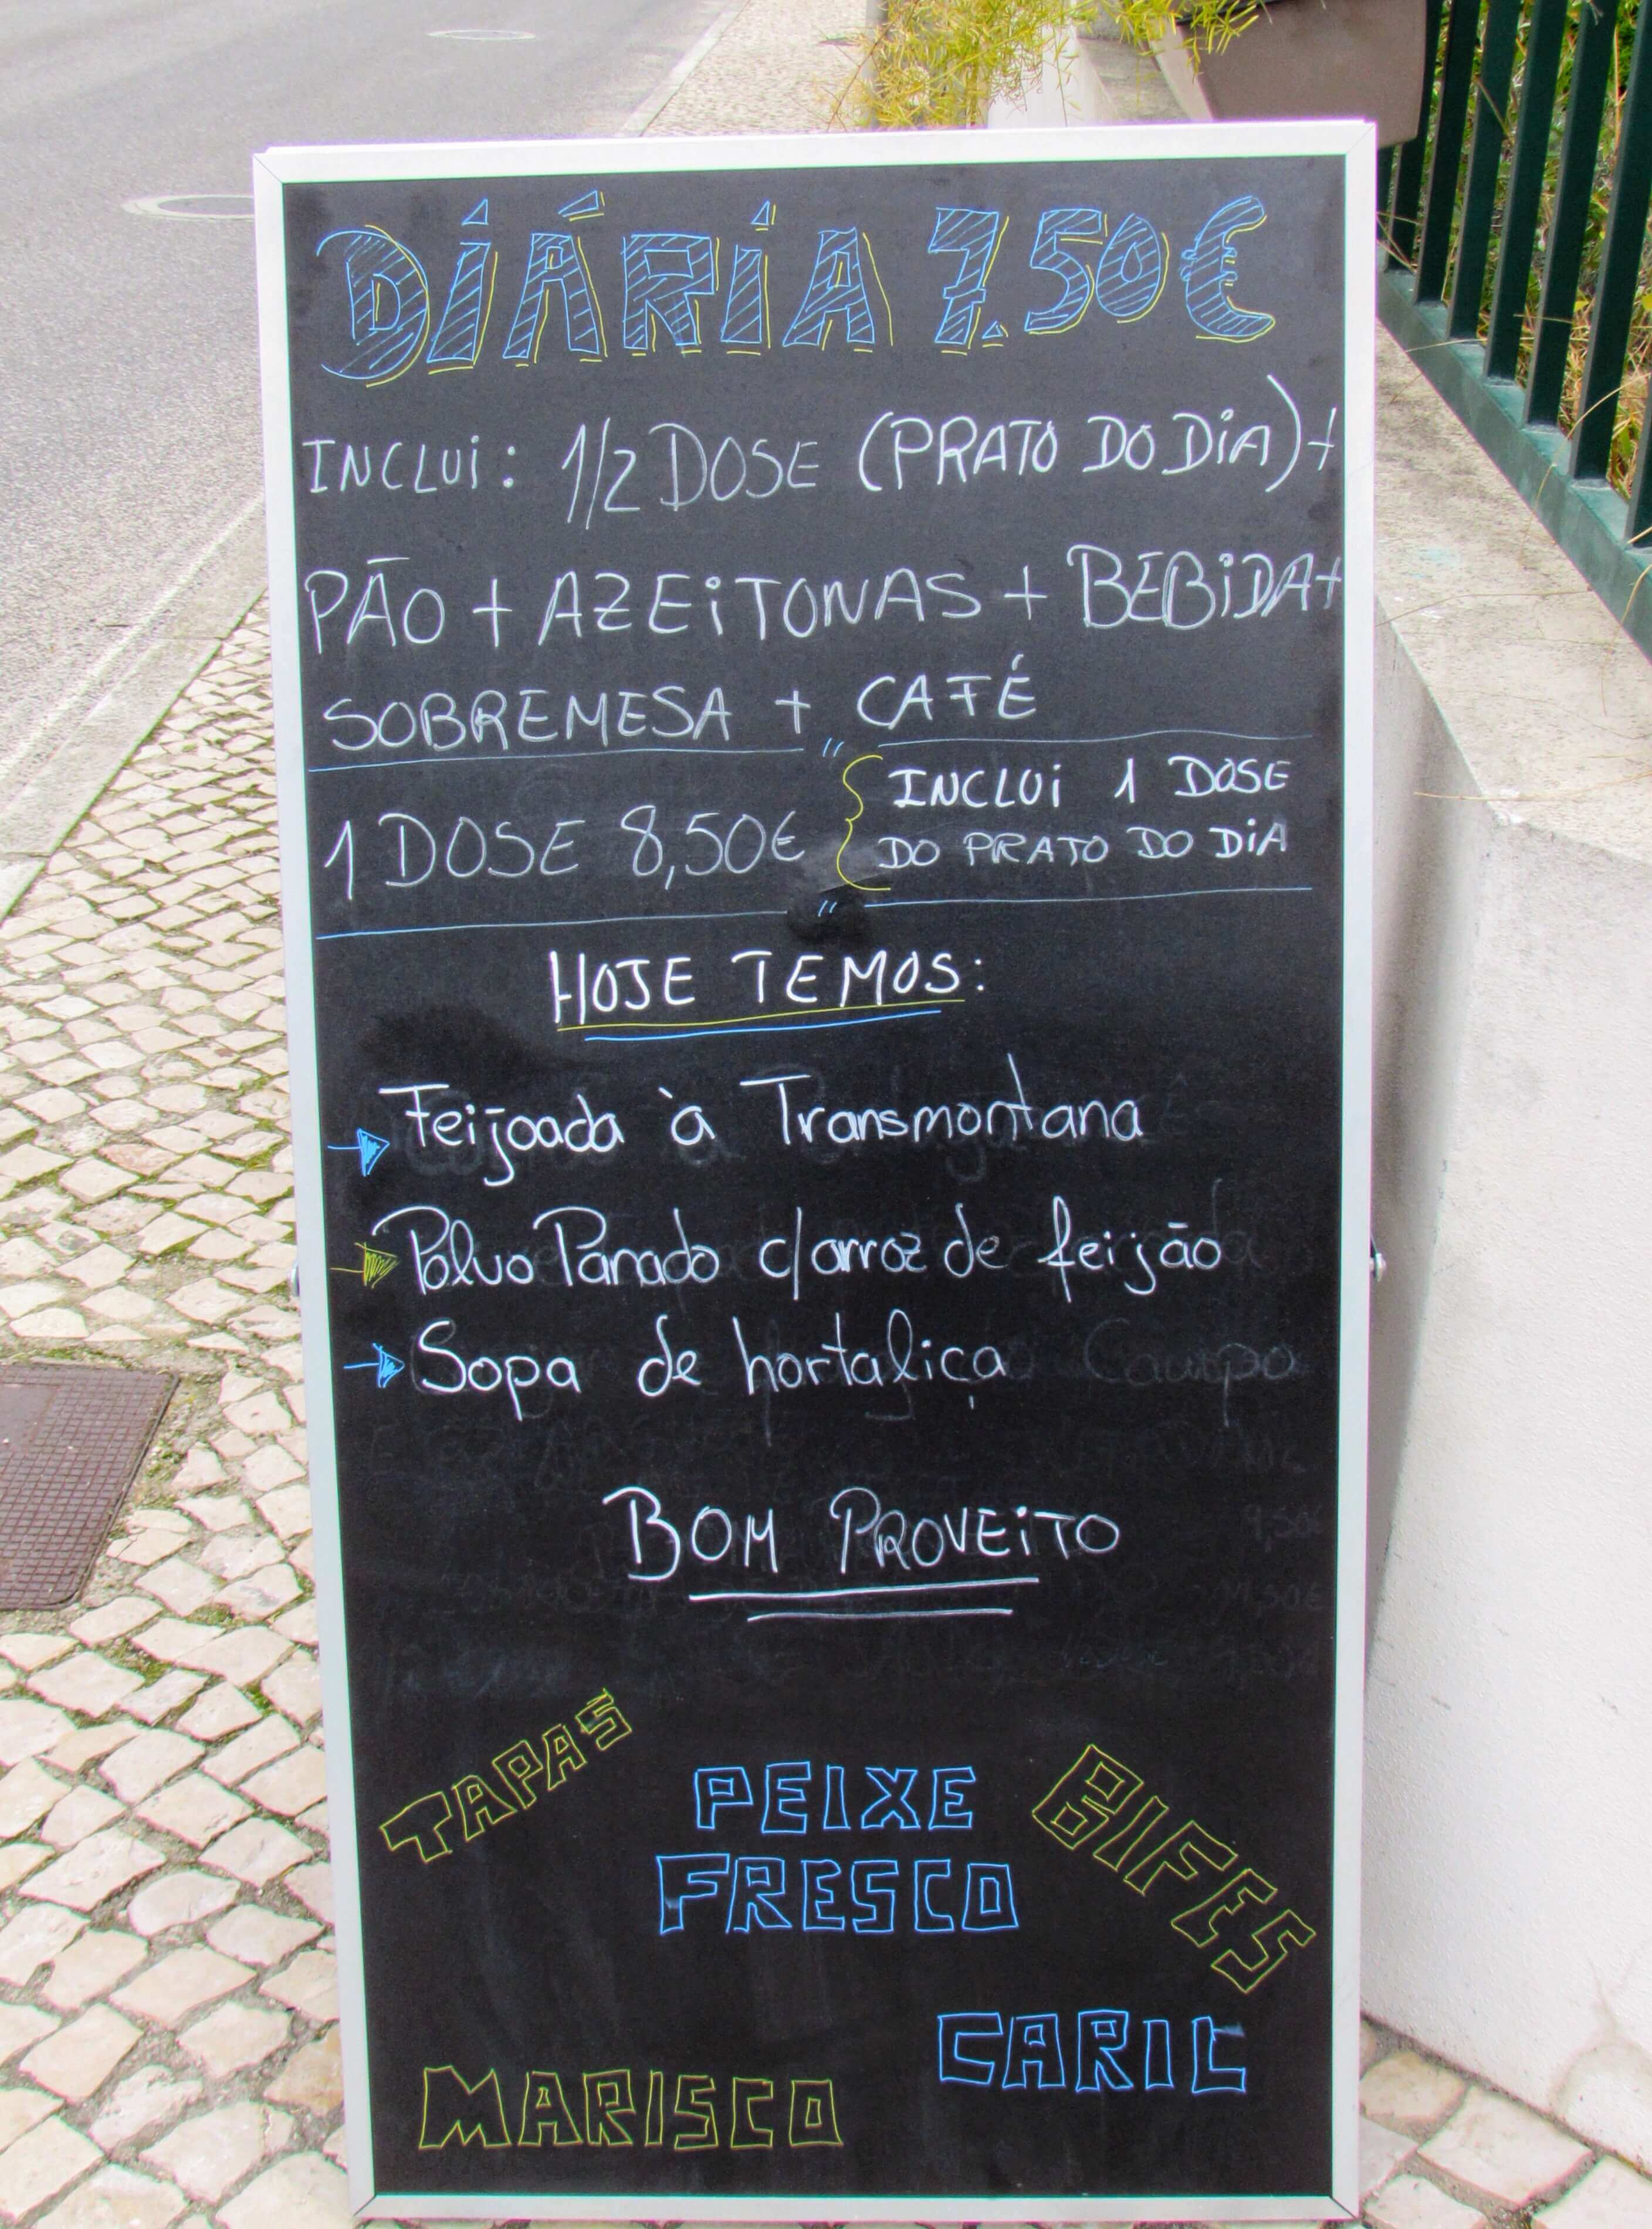 DIÁRIA 7.50€
INCLUI: 1/2 DOSE (PRATO DO DIA) +
PÃO + AZEITONAS + BEBIDA +
SOBREMESA + CAFÉ
1 DOSE 8,50€
INCLUI 1 DOSE
DO PRATO DO DIA
HOJE TEMOS:
Feijoada à Transmontana
Polvo Panado c/arroz de feijão
Sopa de hortaliça
BOM PROVEITO
TAPAS
PEIXE
FRESCO
BIFES
CARIL
MARISCO